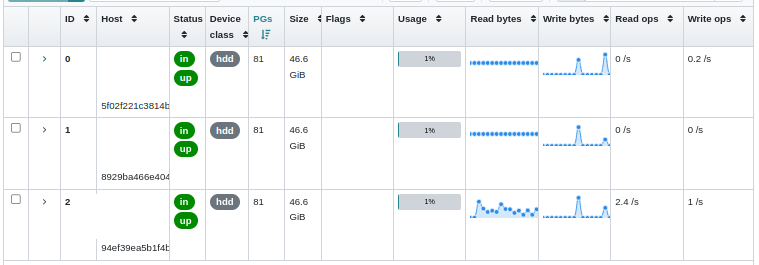 ID Host Status Device class PGs Size Flags Usage Read bytes Write bytes Read ops Write ops
0 in up hdd 81 46.6 GiB 1% 0 /s 0.2 /s
5f02f221c3814b
1 in up hdd 81 46.6 GiB 1% 0 /s 0 /s
8929ba466e404
2 in up hdd 81 46.6 GiB 1% 2.4 /s 1 /s
94ef39ea5b1f4b